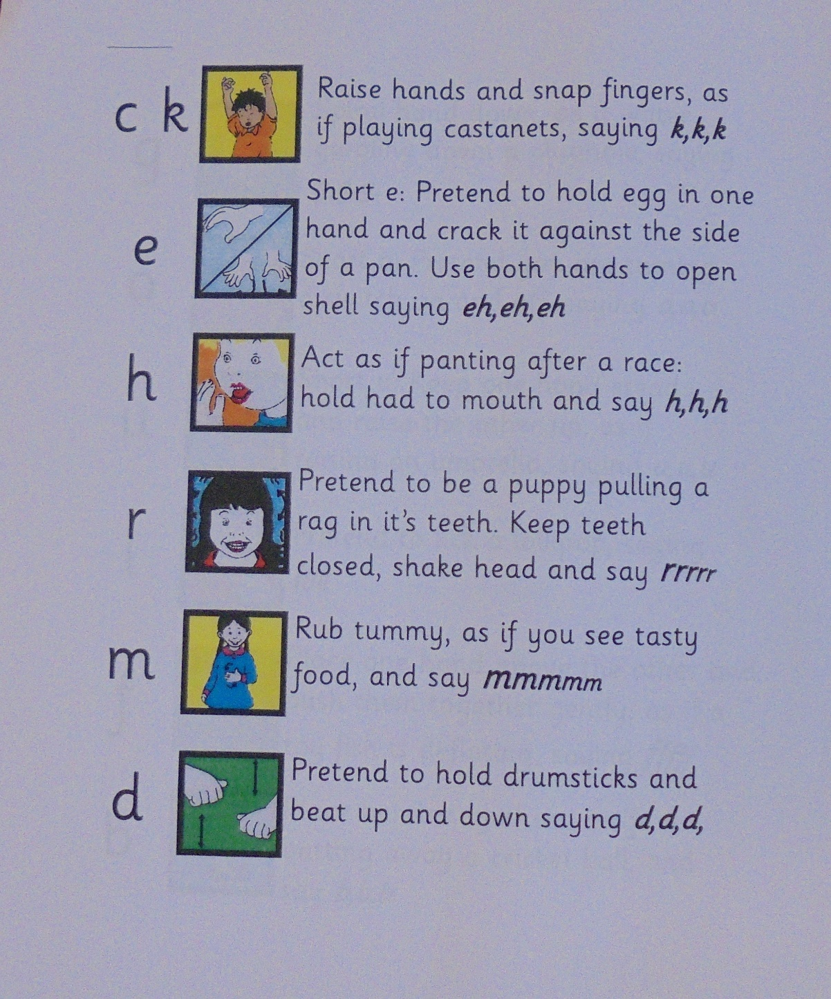 c k
Raise hands and snap fingers, as
if playing castanets, saying k,k,k
e
Short e: Pretend to hold egg in one
hand and crack it against the side
of a pan. Use both hands to open
shell saying eh,eh,eh
h
Act as if panting after a race:
hold had to mouth and say h,h,h
r
Pretend to be a puppy pulling a
rag in it's teeth. Keep teeth
closed, shake head and say rrrrr
m
Rub tummy, as if you see tasty
food, and say mmmmm
d
Pretend to hold drumsticks and
beat up and down saying d,d,d,